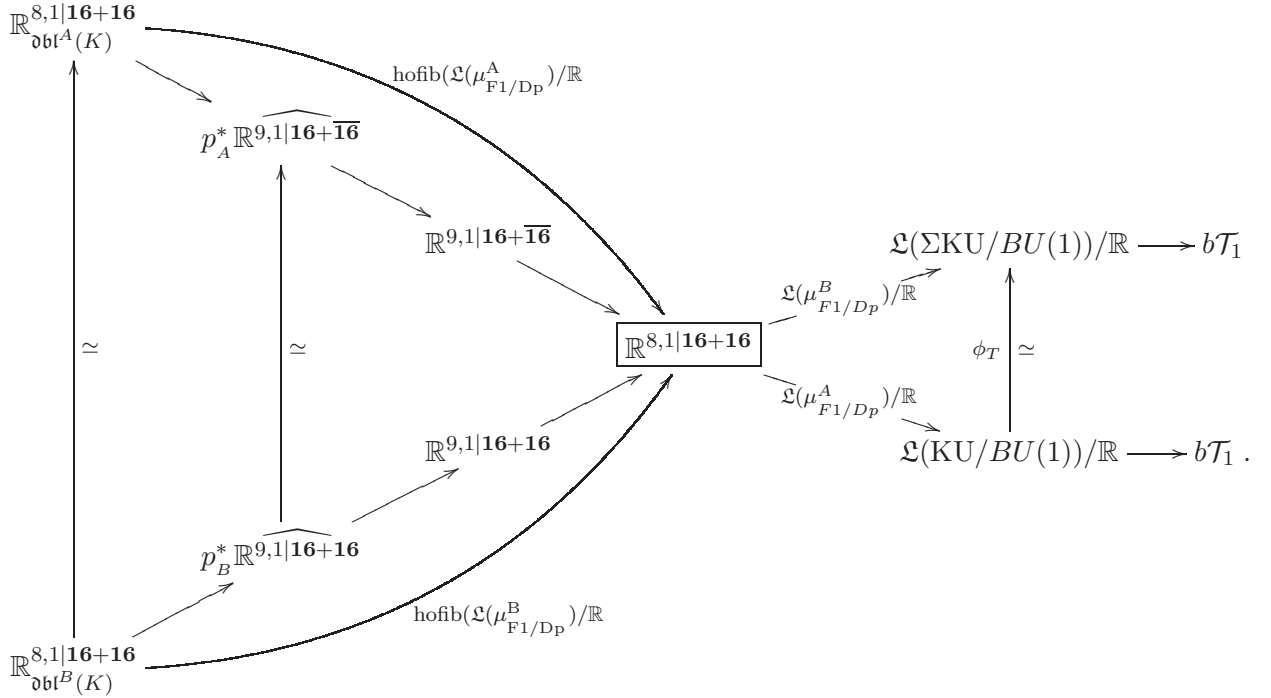 ℝ^{8,1|𝟏𝟔+𝟏𝟔}_{𝔡𝔟𝔩^A(K)}
hofib(𝔏(μ^A_{F1/Dp})/ℝ
p_A^* \widehat{ℝ^{9,1|𝟏𝟔+\overline{𝟏𝟔}}}
ℝ^{9,1|𝟏𝟔+\overline{𝟏𝟔}}
𝔏(ΣKU/BU(1))/ℝ → b𝒯_1
𝔏(μ^B_{F1/Dp})/ℝ
≃ ≃ ℝ^{8,1|𝟏𝟔+𝟏𝟔} ϕ_T ≃
𝔏(μ^A_{F1/Dp})/ℝ
ℝ^{9,1|𝟏𝟔+𝟏𝟔}
𝔏(KU/BU(1))/ℝ → b𝒯_1 .
p_B^* \widehat{ℝ^{9,1|𝟏𝟔+𝟏𝟔}}
hofib(𝔏(μ^B_{F1/Dp})/ℝ
ℝ^{8,1|𝟏𝟔+𝟏𝟔}_{𝔡𝔟𝔩^B(K)}